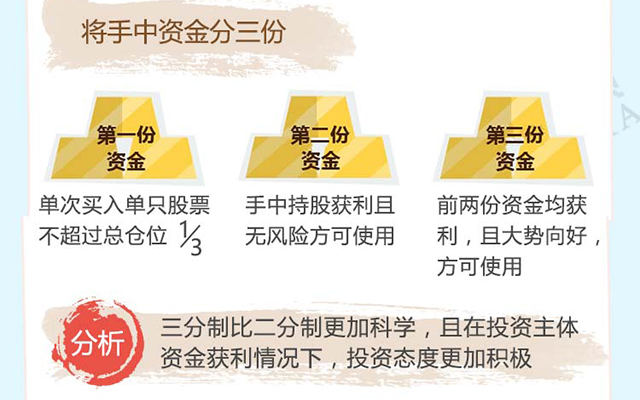 将手中资金分三份
第一份
资金
第二份
资金
第三份
资金
单次买入单只股票
不超过总仓位 1/3
手中持股获利且
无风险方可使用
前两份资金均获
利，且大势向好，
方可使用
分析
三分制比二分制更加科学，且在投资主体
资金获利情况下，投资态度更加积极